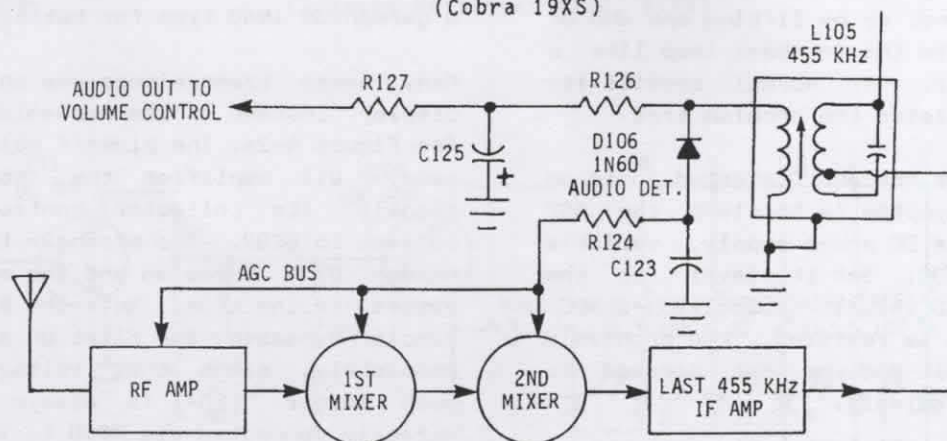 (Cobra 19XS)
L105
455 KHz
R127
R126
AUDIO OUT TO
VOLUME CONTROL
C125
+
D106
1N60
AUDIO DET.
R124
C123
AGC BUS
RF AMP
1ST
MIXER
2ND
MIXER
LAST 455 KHz
IF AMP